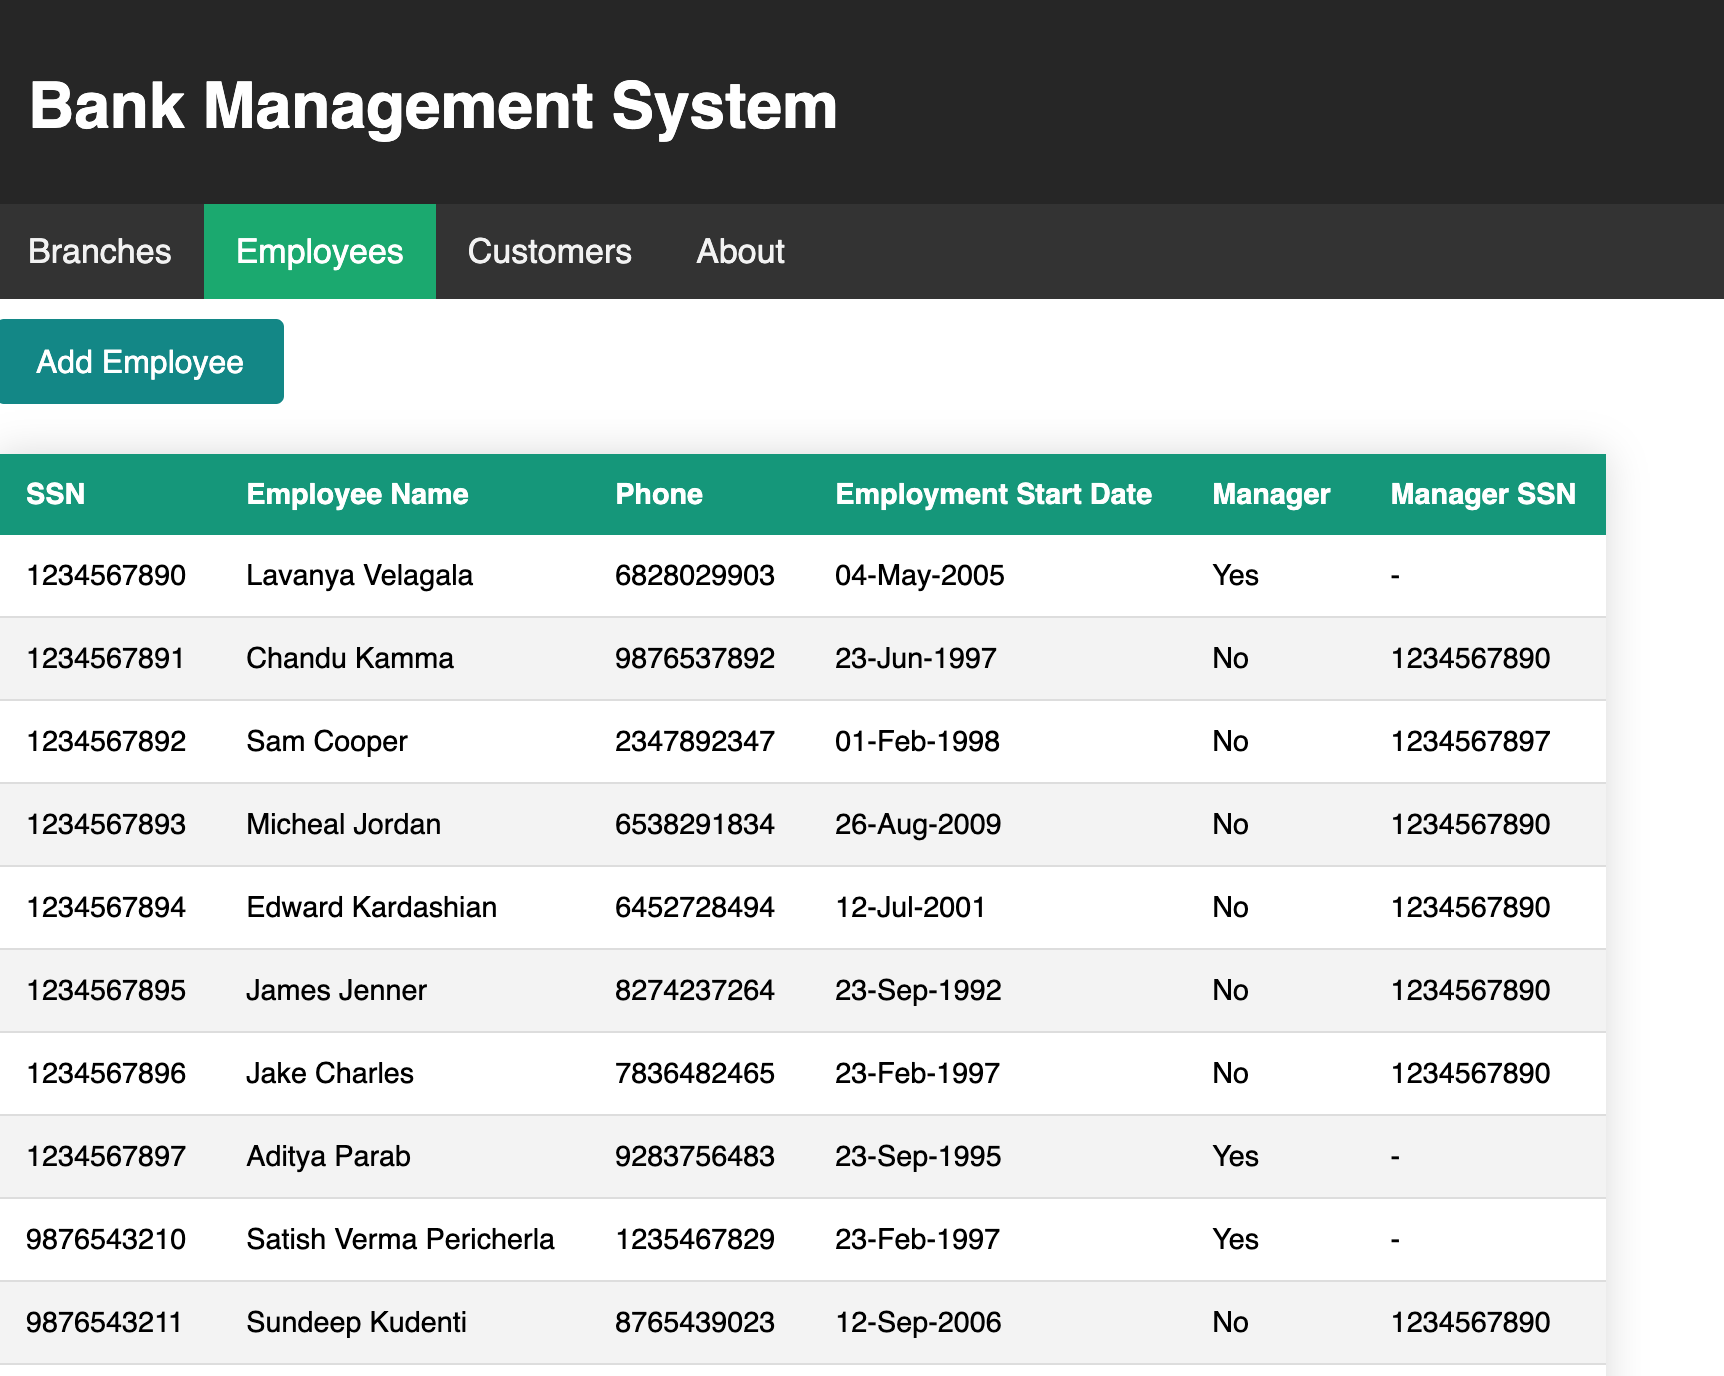 Bank Management System
Branches Employees Customers About
Add Employee
SSN Employee Name Phone Employment Start Date Manager Manager SSN
1234567890 Lavanya Velagala 6828029903 04-May-2005 Yes -
1234567891 Chandu Kamma 9876537892 23-Jun-1997 No 1234567890
1234567892 Sam Cooper 2347892347 01-Feb-1998 No 1234567897
1234567893 Micheal Jordan 6538291834 26-Aug-2009 No 1234567890
1234567894 Edward Kardashian 6452728494 12-Jul-2001 No 1234567890
1234567895 James Jenner 8274237264 23-Sep-1992 No 1234567890
1234567896 Jake Charles 7836482465 23-Feb-1997 No 1234567890
1234567897 Aditya Parab 9283756483 23-Sep-1995 Yes -
9876543210 Satish Verma Pericherla 1235467829 23-Feb-1997 Yes -
9876543211 Sundeep Kudenti 8765439023 12-Sep-2006 No 1234567890